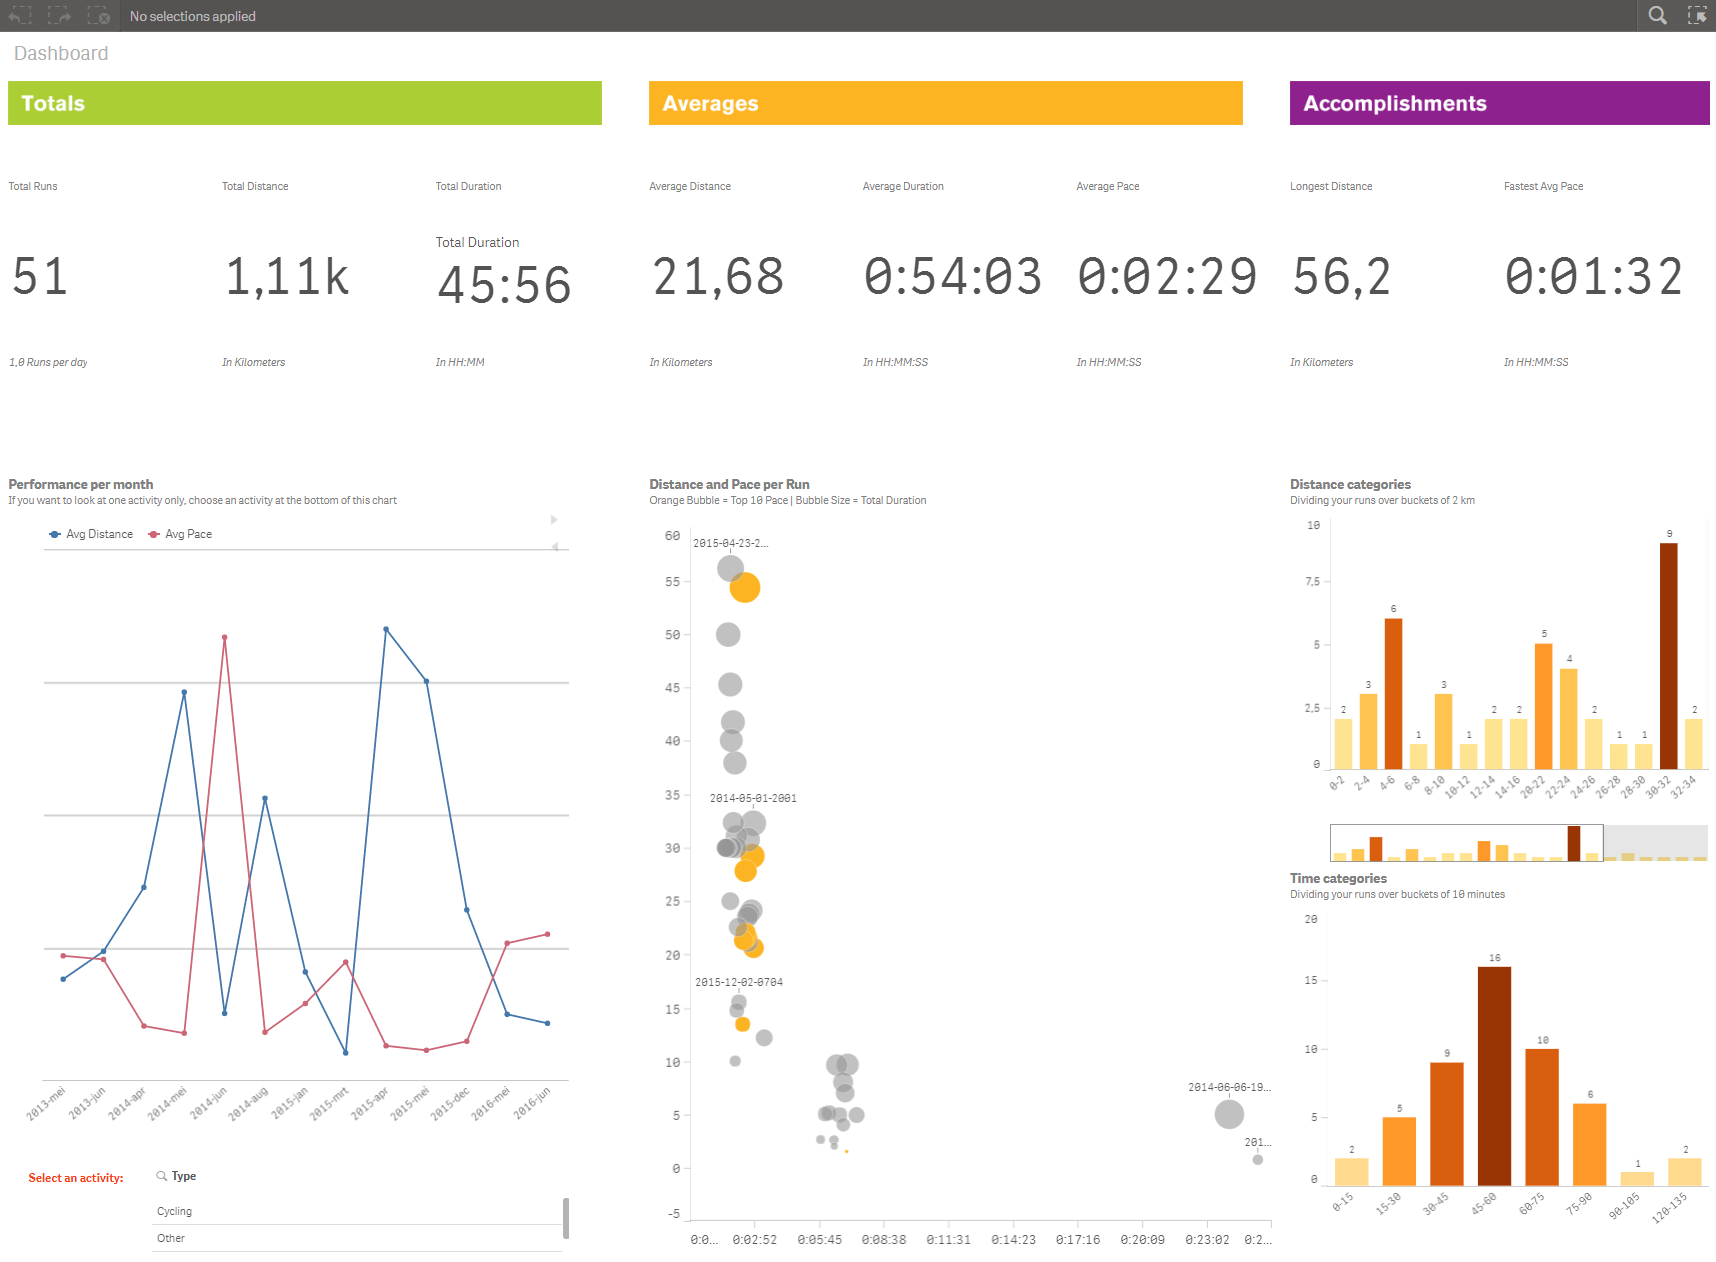 No selections applied
Dashboard
Totals
Averages
Accomplishments
Total Runs
Total Distance
Total Duration
Average Distance
Average Duration
Average Pace
Longest Distance
Fastest Avg Pace
Total Duration
51
1,11k
45:56
21,68
0:54:03
0:02:29
56,2
0:01:32
1,0 Runs per day
In Kilometers
In HH:MM
In Kilometers
In HH:MM:SS
In HH:MM:SS
In Kilometers
In HH:MM:SS
Performance per month
If you want to look at one activity only, choose an activity at the bottom of this chart
Avg Distance
Avg Pace
2013-mei
2013-jun
2014-apr
2014-mei
2014-jun
2014-aug
2015-jan
2015-mrt
2015-apr
2015-mei
2015-dec
2016-mei
2016-jun
Select an activity:
Type
Cycling
Other
Distance and Pace per Run
Orange Bubble = Top 10 Pace | Bubble Size = Total Duration
60
55
50
45
40
35
30
25
20
15
10
5
0
-5
2015-04-23-2...
2014-05-01-2001
2015-12-02-0704
2014-06-06-19...
201...
0:0...
0:02:52
0:05:45
0:08:38
0:11:31
0:14:23
0:17:16
0:20:09
0:23:02
0:2...
Distance categories
Dividing your runs over buckets of 2 km
10
7,5
5
2,5
0
2
3
6
1
3
1
2
2
5
4
2
1
1
9
2
0-2
2-4
4-6
6-8
8-10
10-12
12-14
14-16
20-22
22-24
24-26
26-28
28-30
30-32
32-34
Time categories
Dividing your runs over buckets of 10 minutes
20
15
10
5
0
2
5
9
16
10
6
1
2
0-15
15-30
30-45
45-60
60-75
75-90
90-105
120-135